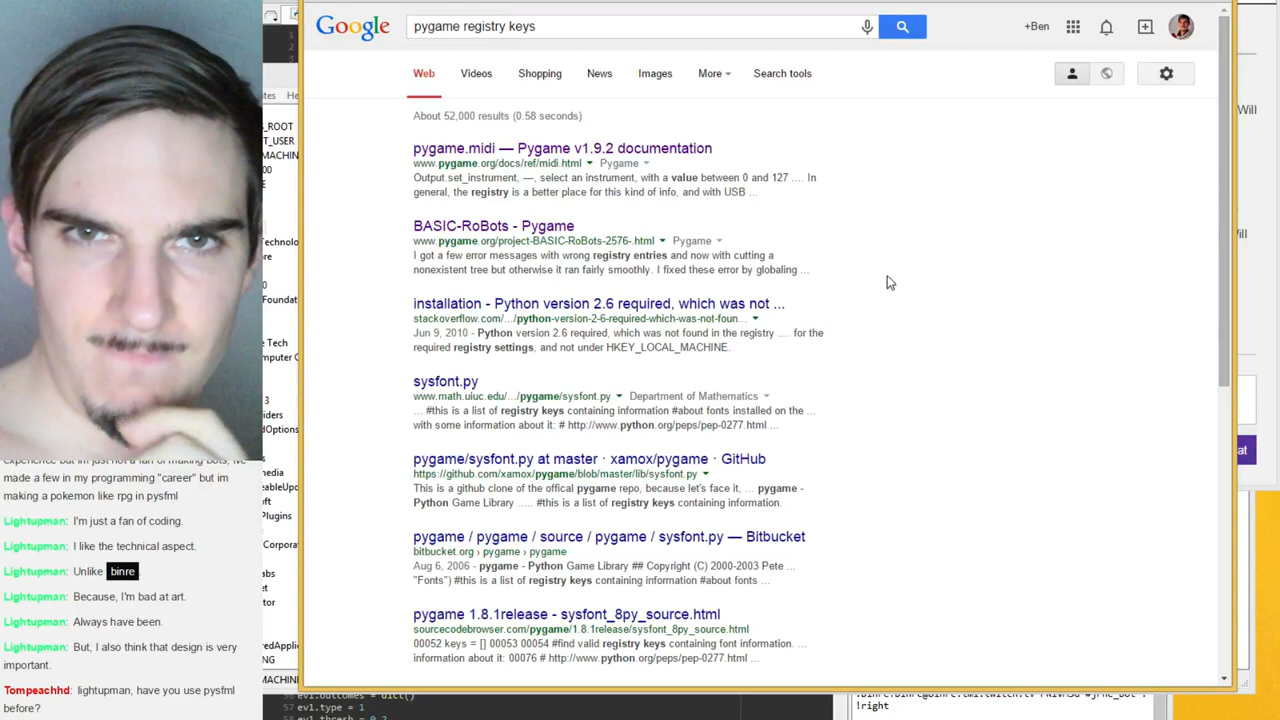 Google
pygame registry keys
+Ben
Web Videos Shopping News Images More Search tools
About 52,000 results (0.58 seconds)
pygame.midi — Pygame v1.9.2 documentation
www.pygame.org/docs/ref/midi.html Pygame
Output.set_instrument, —, select an instrument, with a value between 0 and 127 .... In
general, the registry is a better place for this kind of info, and with USB ...
BASIC-RoBots - Pygame
www.pygame.org/project-BASIC-RoBots-2576-.html Pygame
I got a few error messages with wrong registry entries and now with cutting a
nonexistent tree but otherwise it ran fairly smoothly. I fixed these error by globaling ...
installation - Python version 2.6 required, which was not ...
stackoverflow.com/.../python-version-2-6-required-which-was-not-foun...
Jun 9, 2010 - Python version 2.6 required, which was not found in the registry .... for the
required registry settings, and not under HKEY_LOCAL_MACHINE.
sysfont.py
www.math.uiuc.edu/.../pygame/sysfont.py Department of Mathematics
... #this is a list of registry keys containing information #about fonts installed on the ...
with some information about it: # http://www.python.org/peps/pep-0277.html ...
pygame/sysfont.py at master · xamox/pygame · GitHub
https://github.com/xamox/pygame/blob/master/lib/sysfont.py
This is a github clone of the offical pygame repo, because let's face it, ... pygame -
Python Game Library ..... #this is a list of registry keys containing information.
pygame / pygame / source / pygame / sysfont.py — Bitbucket
bitbucket.org › pygame › pygame
Aug 6, 2006 - pygame - Python Game Library ## Copyright (C) 2000-2003 Pete ...
"Fonts") #this is a list of registry keys containing information #about fonts ...
pygame 1.8.1release - sysfont_8py_source.html
sourcecodebrowser.com/pygame/1.8.1release/sysfont_8py_source.html
00052 keys = [] 00053 00054 #find valid registry keys containing font information. ...
information about it: 00076 # http://www.python.org/peps/pep-0277.html ...
experience but im just not a fan of making bots, ive
made a few in my programming "career" but im
making a pokemon like rpg in pysfml
Lightupman: I'm just a fan of coding.
Lightupman: I like the technical aspect.
Lightupman: Unlike binre
Lightupman: Because, I'm bad at art.
Lightupman: Always have been.
Lightupman: But, I also think that design is very
important.
Tompeachhd: lightupman, have you use pysfml
before?
57 ev1.type = 1
!right